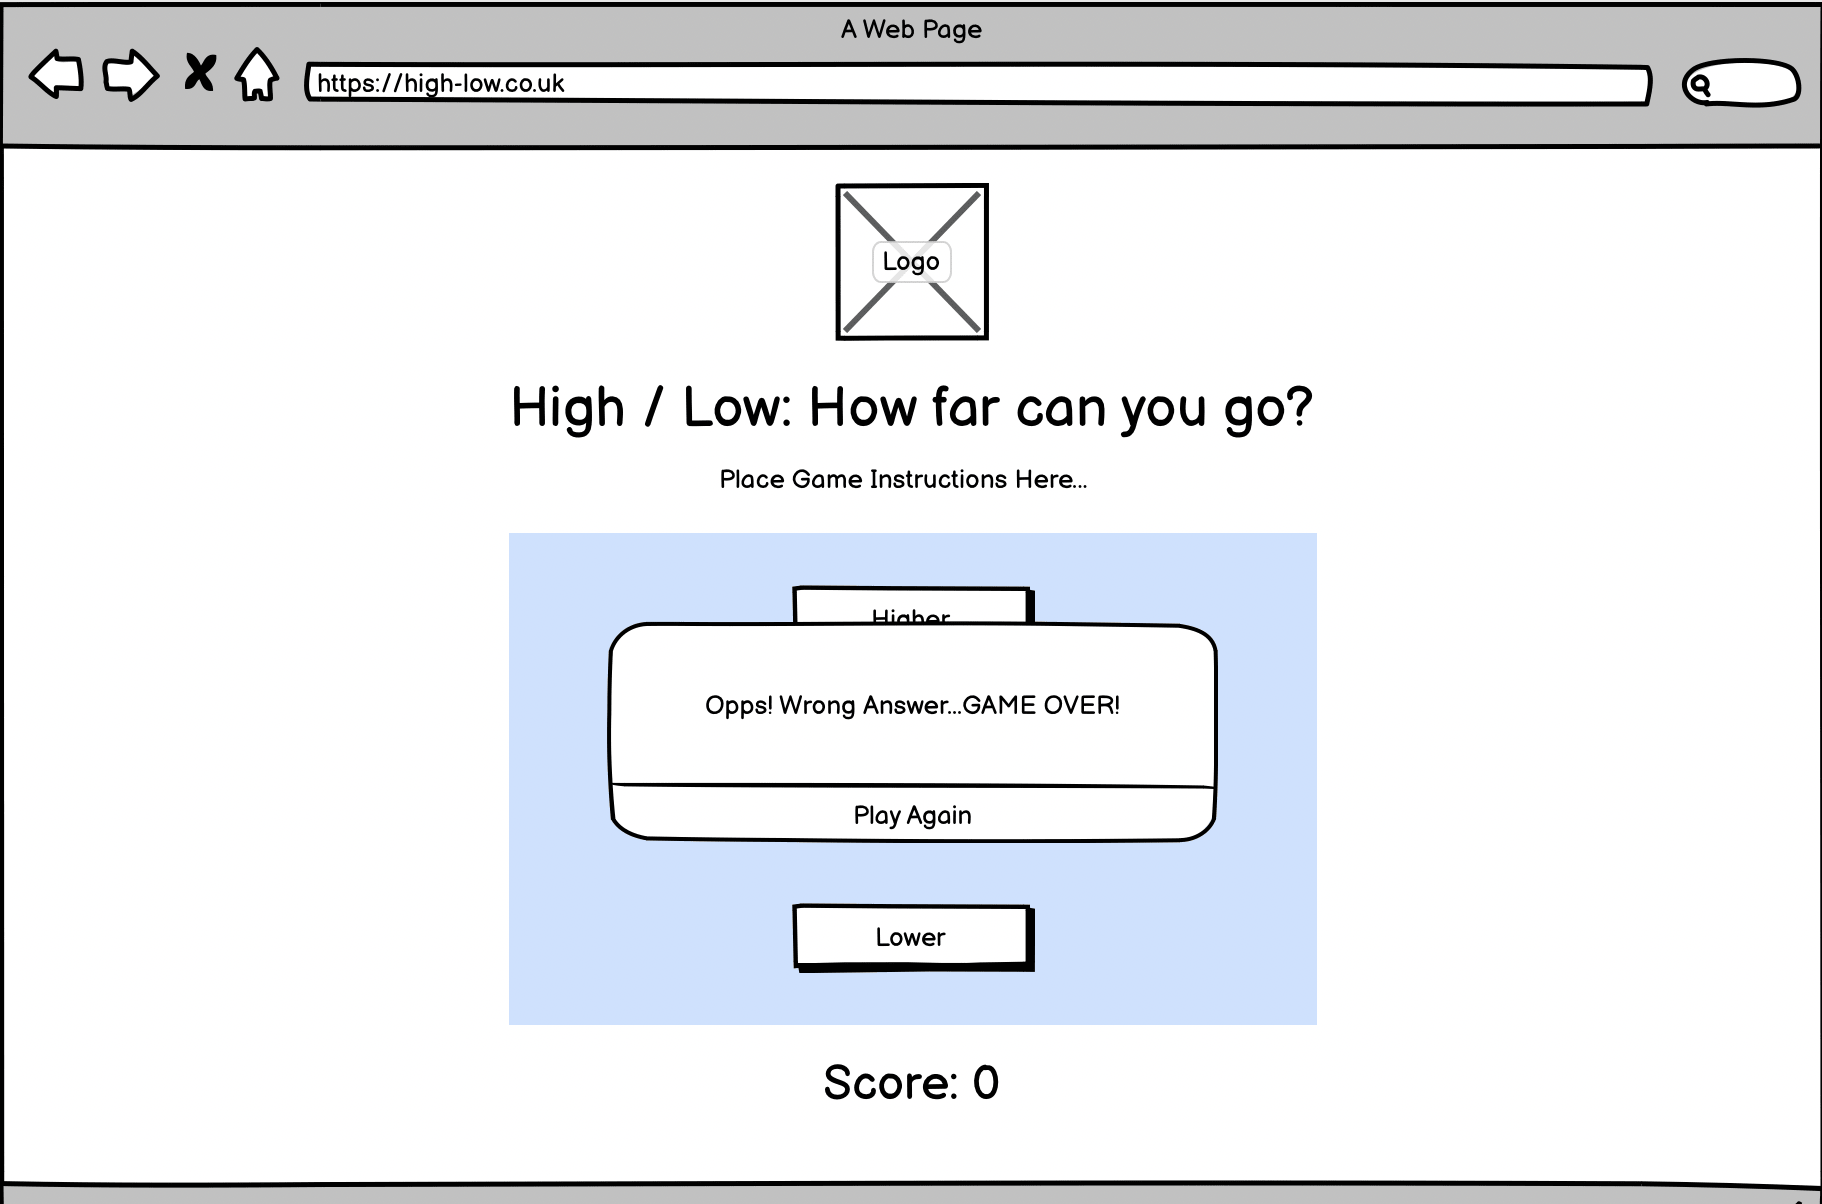 A Web Page
https://high-low.co.uk
Logo
High / Low: How far can you go?
Place Game Instructions Here...
Higher
Opps! Wrong Answer...GAME OVER!
Play Again
Lower
Score: 0